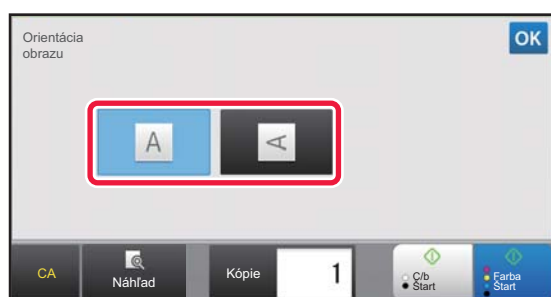 Orientácia
obrazu
OK
A
A
CA
Náhľad
Kópie
1
Č/b
Štart
Farba
Štart